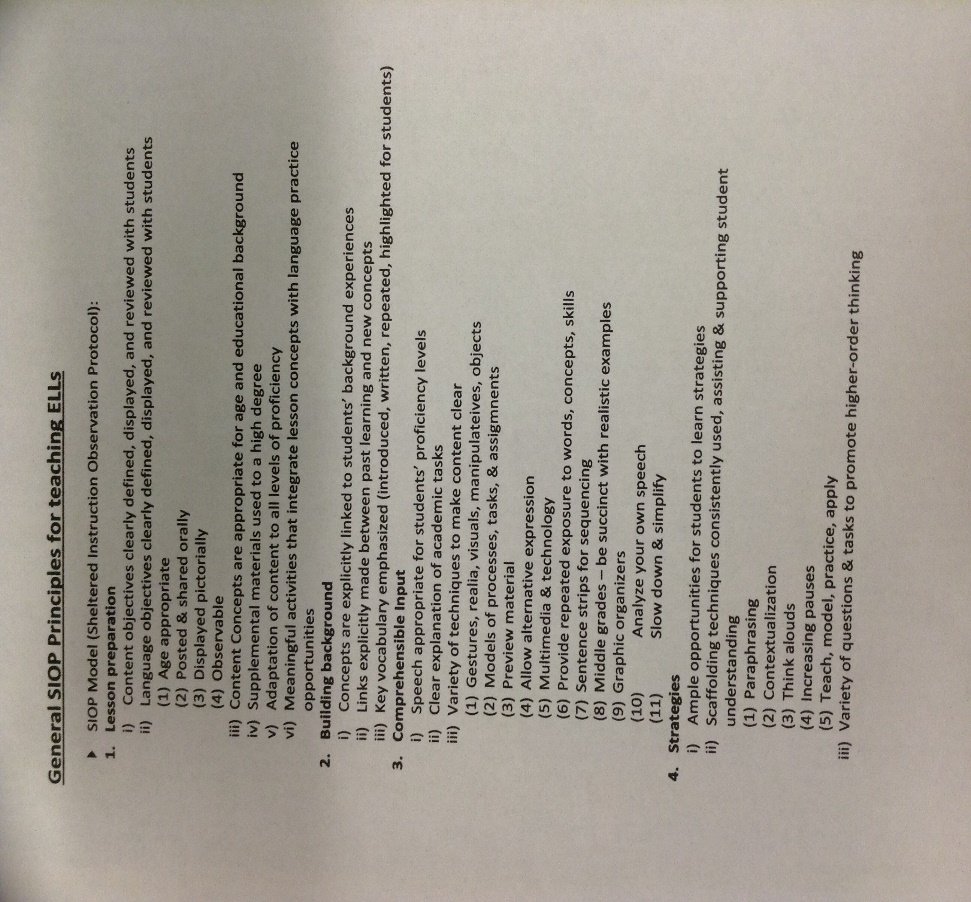 General SIOP Principles for teaching ELLs
▶ SIOP Model (Sheltered Instruction Observation Protocol):
1. Lesson preparation
i) Content objectives clearly defined, displayed, and reviewed with students
ii) Language objectives clearly defined, displayed, and reviewed with students
(1) Age appropriate
(2) Posted & shared orally
(3) Displayed pictorially
(4) Observable
iii) Content Concepts are appropriate for age and educational background
iv) Supplemental materials used to a high degree
v) Adaptation of content to all levels of proficiency
vi) Meaningful activities that integrate lesson concepts with language practice
opportunities
2. Building background
i) Concepts are explicitly linked to students' background experiences
ii) Links explicitly made between past learning and new concepts
iii) Key vocabulary emphasized (introduced, written, repeated, highlighted for students)
3. Comprehensible Input
i) Speech appropriate for students' proficiency levels
ii) Clear explanation of academic tasks
iii) Variety of techniques to make content clear
(1) Gestures, realia, visuals, manipulateives, objects
(2) Models of processes, tasks, & assignments
(3) Preview material
(4) Allow alternative expression
(5) Multimedia & technology
(6) Provide repeated exposure to words, concepts, skills
(7) Sentence strips for sequencing
(8) Middle grades – be succinct with realistic examples
(9) Graphic organizers
(10) Analyze your own speech
(11) Slow down & simplify
4. Strategies
i) Ample opportunities for students to learn strategies
ii) Scaffolding techniques consistently used, assisting & supporting student
understanding
(1) Paraphrasing
(2) Contextualization
(3) Think alouds
(4) Increasing pauses
(5) Teach, model, practice, apply
iii) Variety of questions & tasks to promote higher-order thinking